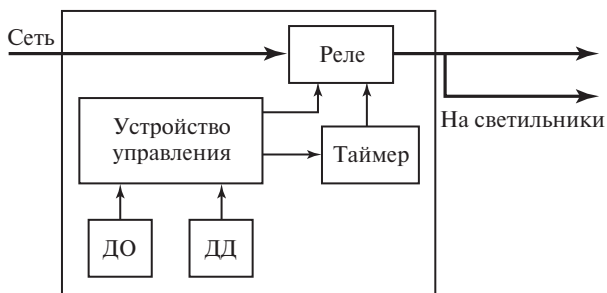 Сеть
Реле
Устройство
управления
Таймер
На светильники
ДО
ДД